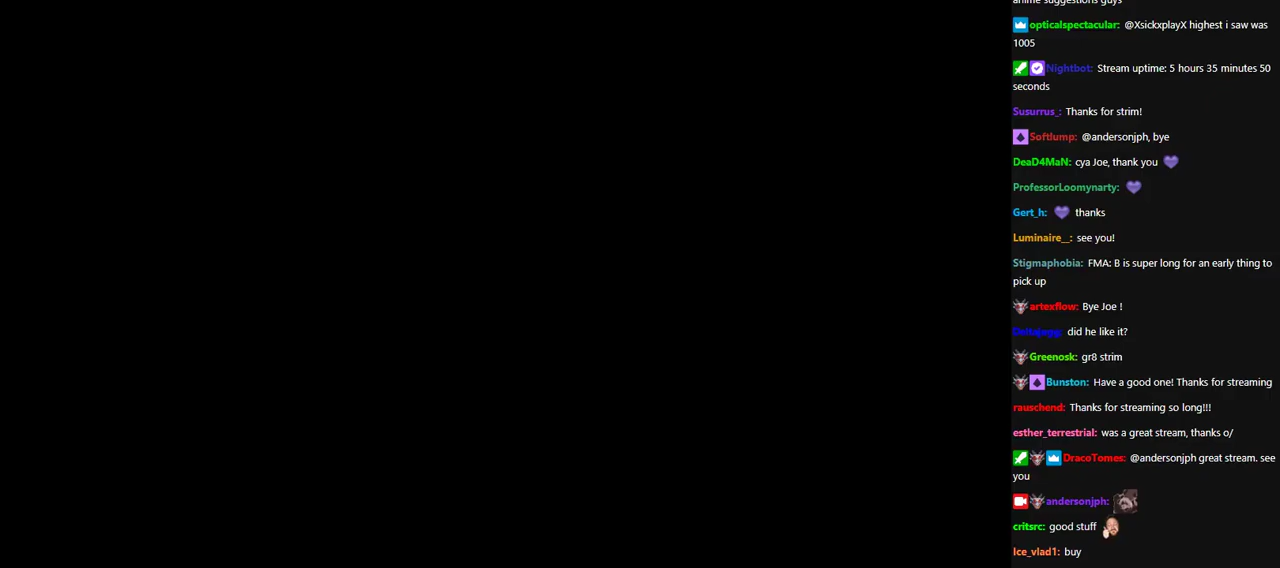 anime suggestions guys
opticalspectacular: @XsickxplayX highest i saw was
1005
Nightbot: Stream uptime: 5 hours 35 minutes 50
seconds
Susurrus_: Thanks for strim!
Softlump: @andersonjph, bye
DeaD4MaN: cya Joe, thank you
ProfessorLoomynarty:
Gert_h: thanks
Luminaire__: see you!
Stigmaphobia: FMA: B is super long for an early thing to
pick up
artexflow: Bye Joe !
did he like it?
Greenosk: gr8 strim
Bunston: Have a good one! Thanks for streaming
rauschend: Thanks for streaming so long!!!
esther_terrestrial: was a great stream, thanks o/
DracoTomes: @andersonjph great stream. see
you
andersonjph:
critsrc: good stuff
Ice_vlad1: buy